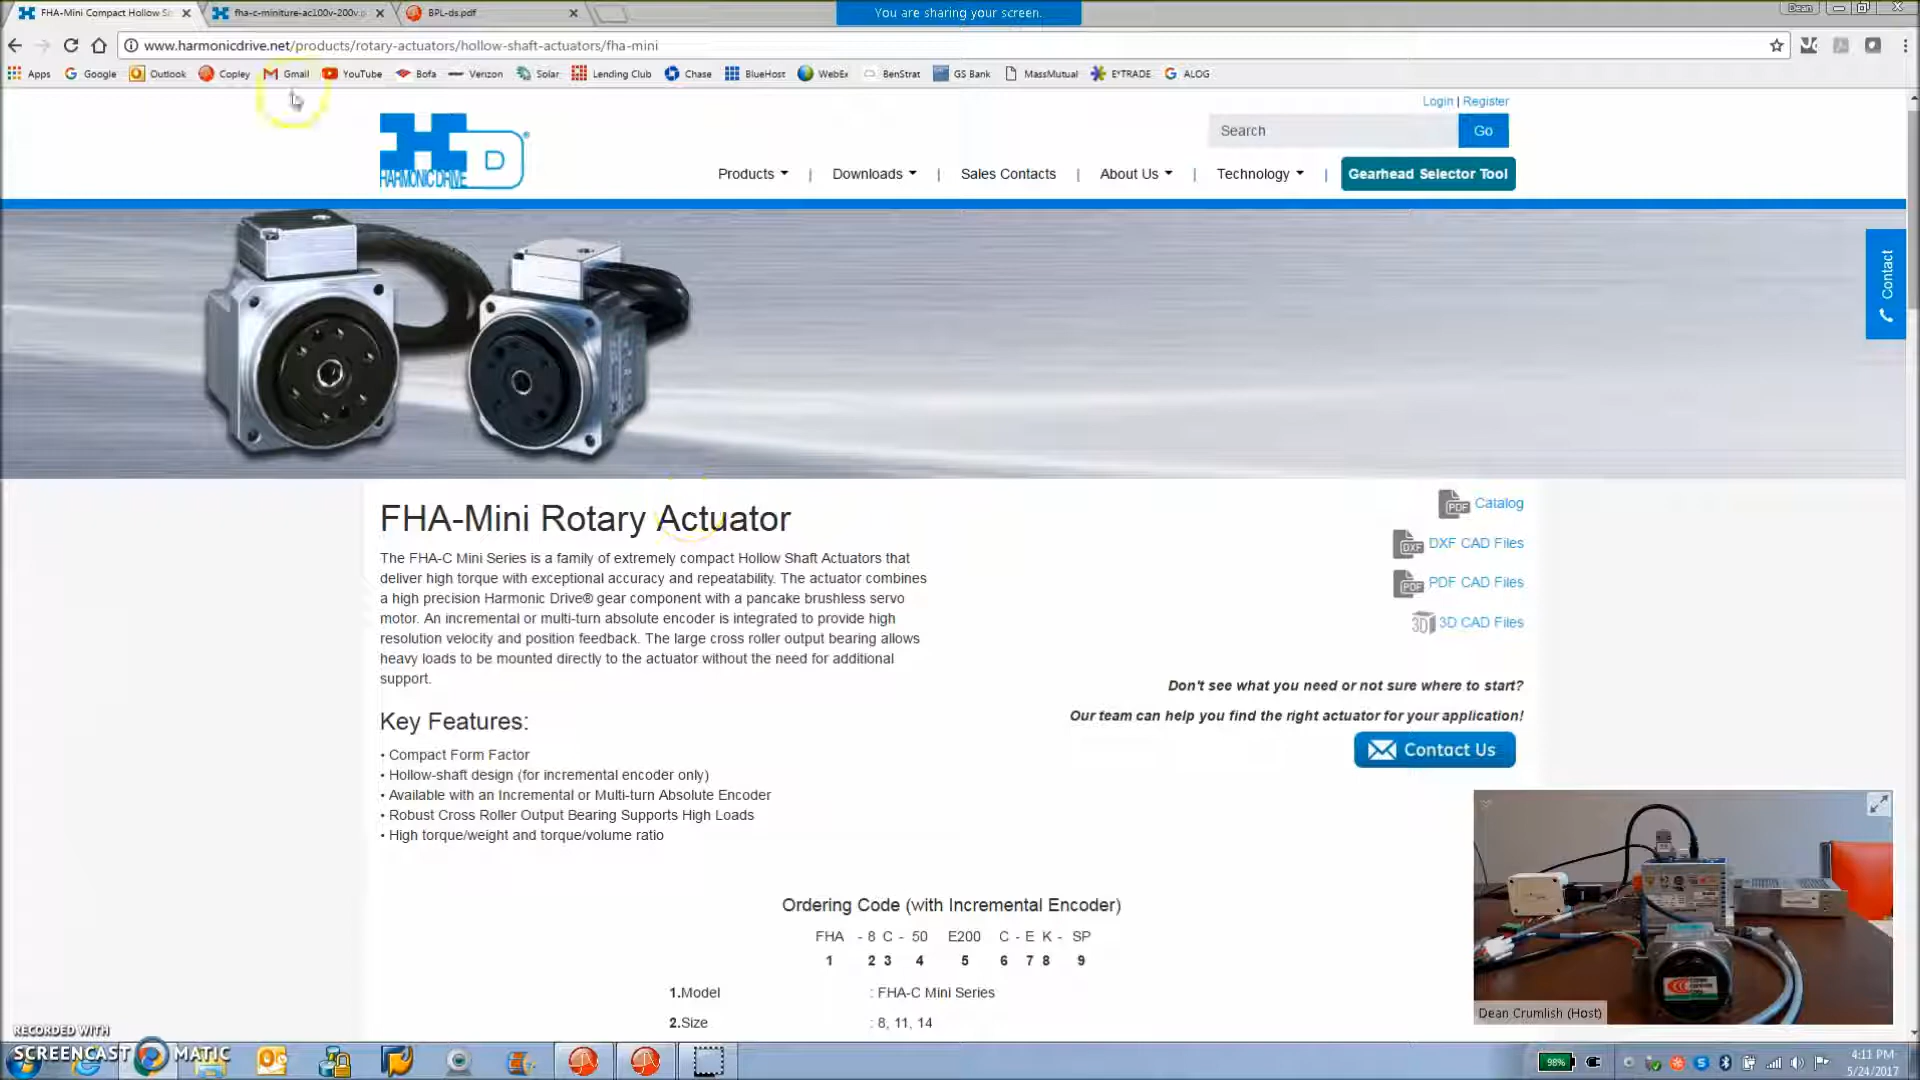 FHA-Mini Compact Hollow S
fha-c-miniture-ac100v-200v.p
BPL-ds.pdf
You are sharing your screen.
Dean
www.harmonicdrive.net/products/rotary-actuators/hollow-shaft-actuators/fha-mini
Apps Google Outlook Copley Gmail YouTube Bofa Verizon Solar Lending Club Chase BlueHost WebEx BenStrat GS Bank MassMutual E*TRADE ALOG
Login | Register
Search Go
HARMONIC DRIVE D ®
Products | Downloads | Sales Contacts | About Us | Technology | Gearhead Selector Tool
Contact
FHA-Mini Rotary Actuator
The FHA-C Mini Series is a family of extremely compact Hollow Shaft Actuators that
deliver high torque with exceptional accuracy and repeatability. The actuator combines
a high precision Harmonic Drive® gear component with a pancake brushless servo
motor. An incremental or multi-turn absolute encoder is integrated to provide high
resolution velocity and position feedback. The large cross roller output bearing allows
heavy loads to be mounted directly to the actuator without the need for additional
support.
PDF Catalog
DXF DXF CAD Files
PDF PDF CAD Files
3D 3D CAD Files
Don't see what you need or not sure where to start?
Our team can help you find the right actuator for your application!
Contact Us
Key Features:
• Compact Form Factor
• Hollow-shaft design (for incremental encoder only)
• Available with an Incremental or Multi-turn Absolute Encoder
• Robust Cross Roller Output Bearing Supports High Loads
• High torque/weight and torque/volume ratio
Ordering Code (with Incremental Encoder)
FHA - 8 C - 50 E200 C - E K - SP
1 2 3 4 5 6 7 8 9
1.Model : FHA-C Mini Series
2.Size : 8, 11, 14
Dean Crumlish (Host)
RECORDED WITH
SCREENCAST MATIC
98%
4:11 PM
5/24/2017